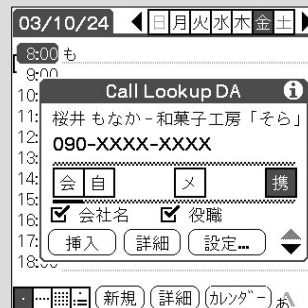 03/10/24 日 月 火 水 木 金 土
8:00 も
9:00
10:
Call Lookup DA
11:
桜井 もなか - 和菓子工房「そら」
12:
090-XXXX-XXXX
13:
14:
会 自 メ 携
15:
16:
会社名 役職
17:
挿入 詳細 設定...
18:00
新規 詳細 カレンダー あ